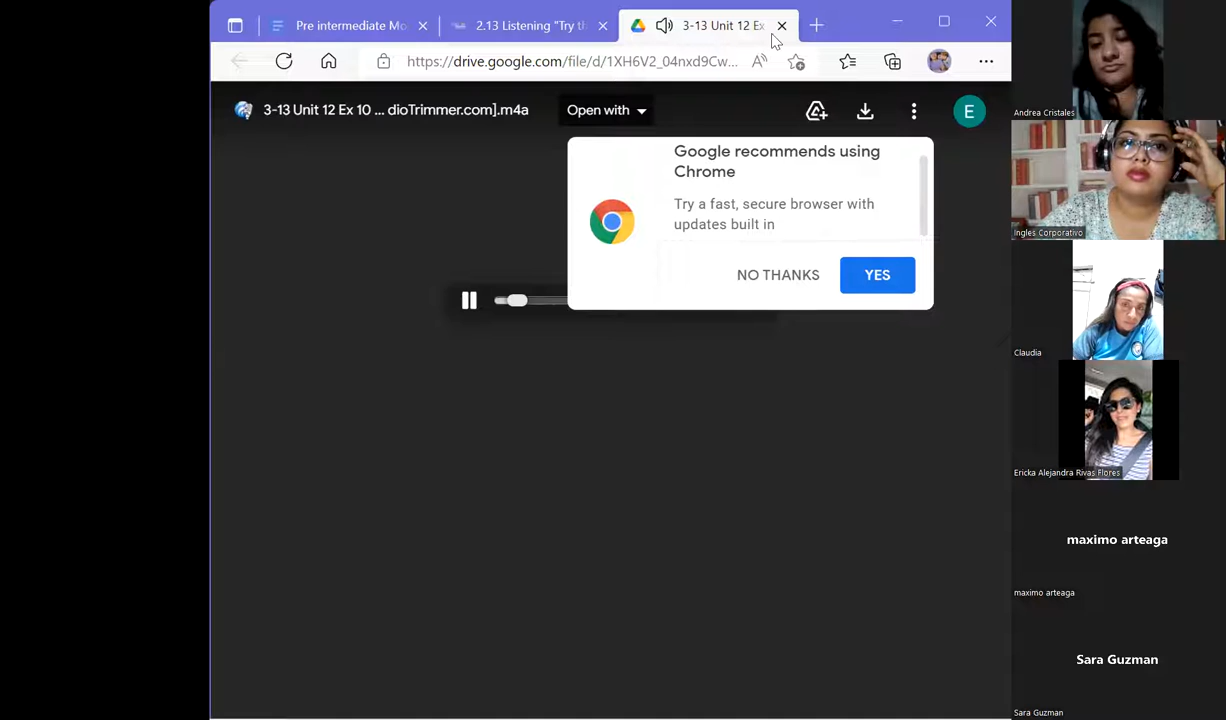 Pre intermediate Mo
2.13 Listening "Try th
3-13 Unit 12 Ex
https://drive.google.com/file/d/1XH6V2_04nxd9Cw...
3-13 Unit 12 Ex 10 ... dioTrimmer.com].m4a
Open with
E
Google recommends using
Chrome
Try a fast, secure browser with
updates built in
NO THANKS
YES
Andrea Cristales
Ingles Corporativo
Claudia
Ericka Alejandra Rivas Flores
maximo arteaga
maximo arteaga
Sara Guzman
Sara Guzman